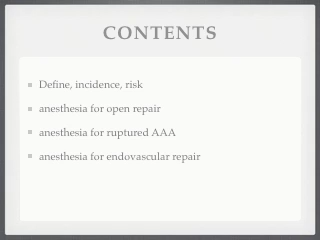 CONTENTS
Define, incidence, risk
anesthesia for open repair
anesthesia for ruptured AAA
anesthesia for endovascular repair